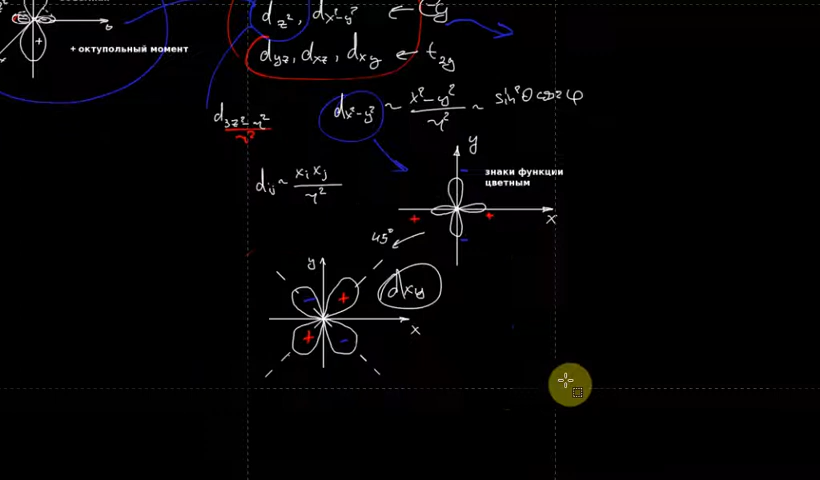 d_{z²}, d_{x²-y²} ← e_g
+ октупольный момент
d_{yz}, d_{xz}, d_{xy} ← t_{2g}
d_{x²-y²} ~ (x²-y²)/r² ~ sin²θ cos2φ
d_{3z²-r²}
r²
y
знаки функции
цветным
d_{ij} ~ x_i x_j / r²
-
+ + x
-
45°
y
d_{xy}
- +
x
+ -